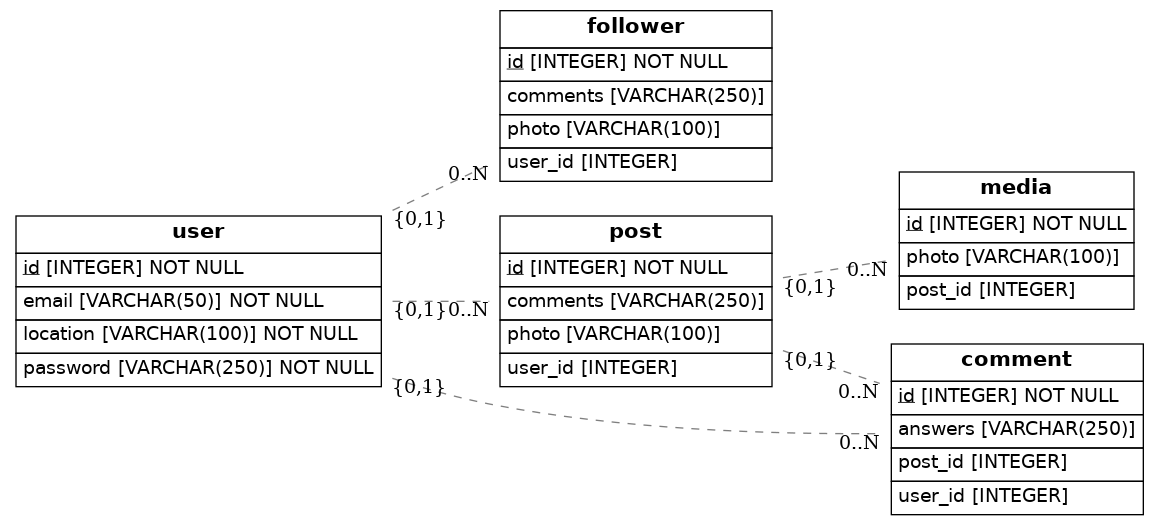 follower
id [INTEGER] NOT NULL
comments [VARCHAR(250)]
photo [VARCHAR(100)]
user_id [INTEGER]
0..N
{0,1}
user
id [INTEGER] NOT NULL
email [VARCHAR(50)] NOT NULL
location [VARCHAR(100)] NOT NULL
password [VARCHAR(250)] NOT NULL
{0,1}
0..N
{0,1}
post
id [INTEGER] NOT NULL
comments [VARCHAR(250)]
photo [VARCHAR(100)]
user_id [INTEGER]
{0,1}
0..N
{0,1}
0..N
0..N
media
id [INTEGER] NOT NULL
photo [VARCHAR(100)]
post_id [INTEGER]
comment
id [INTEGER] NOT NULL
answers [VARCHAR(250)]
post_id [INTEGER]
user_id [INTEGER]